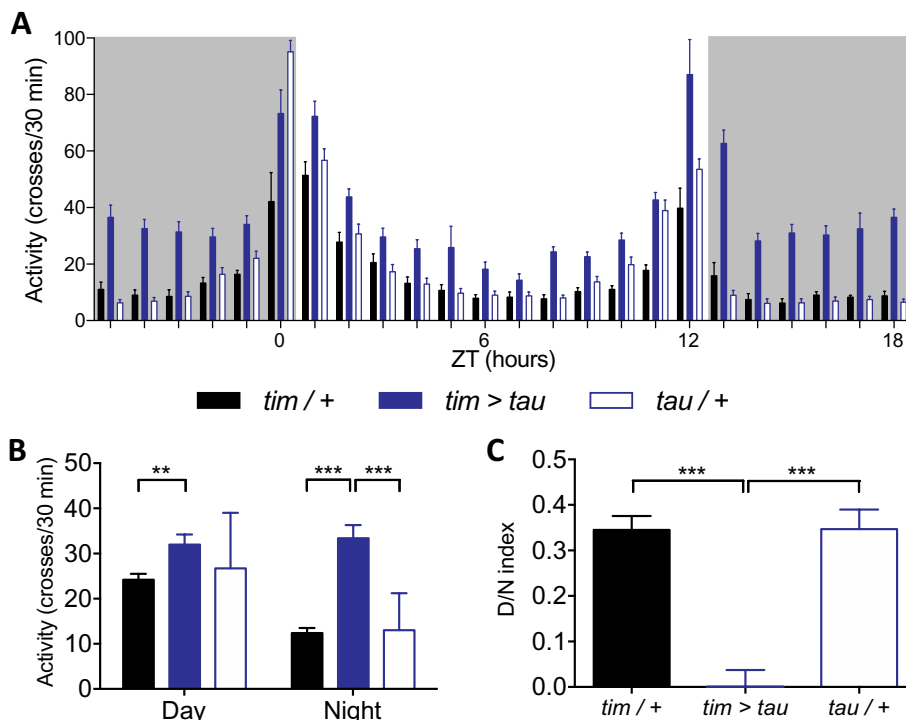 A
Activity (crosses/30 min)
100
80
60
40
20
0
0 6 12 18
ZT (hours)
tim / + tim > tau tau / +
B
Activity (crosses/30 min)
50
40
30
20
10
0
** *** ***
Day Night
C
D/N index
0.5
0.4
0.3
0.2
0.1
0.0
*** ***
tim / + tim > tau tau / +